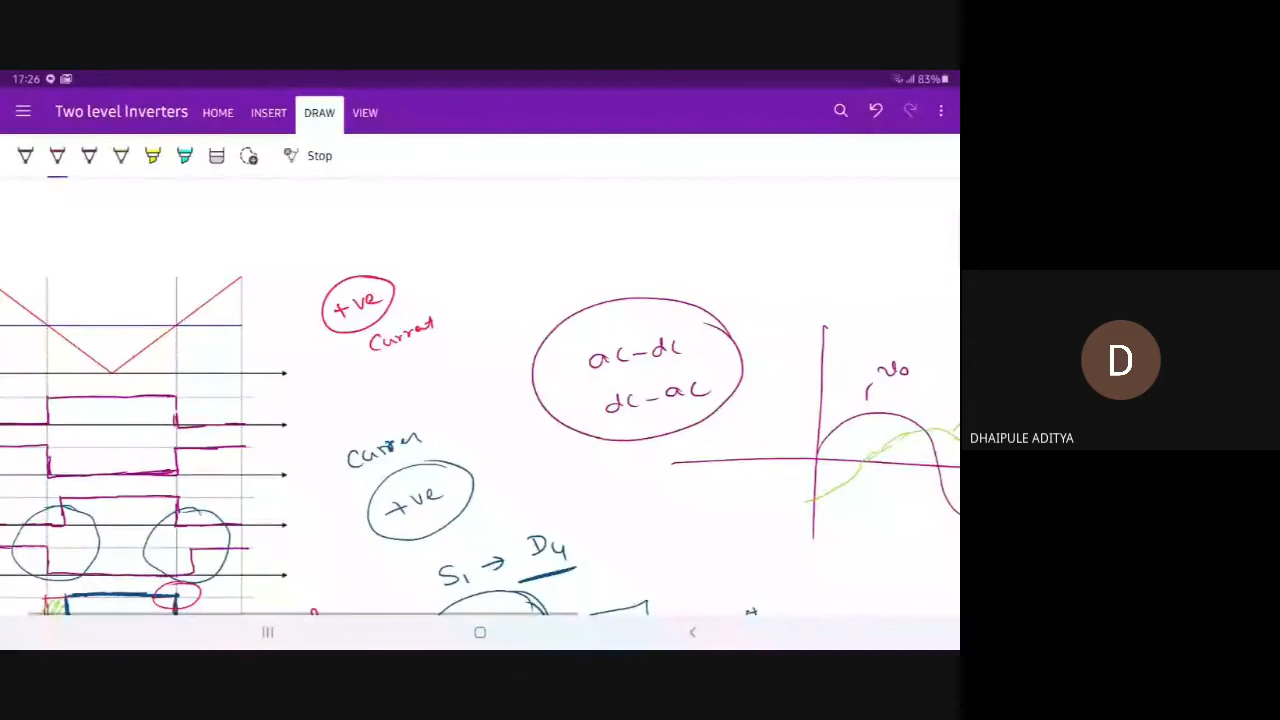 17:26
83%
Two level Inverters HOME INSERT DRAW VIEW
Stop
+ve
Current
ac-dc
dc-ac
vo
Curren
+ve
S1 → D4
D
DHAIPULE ADITYA